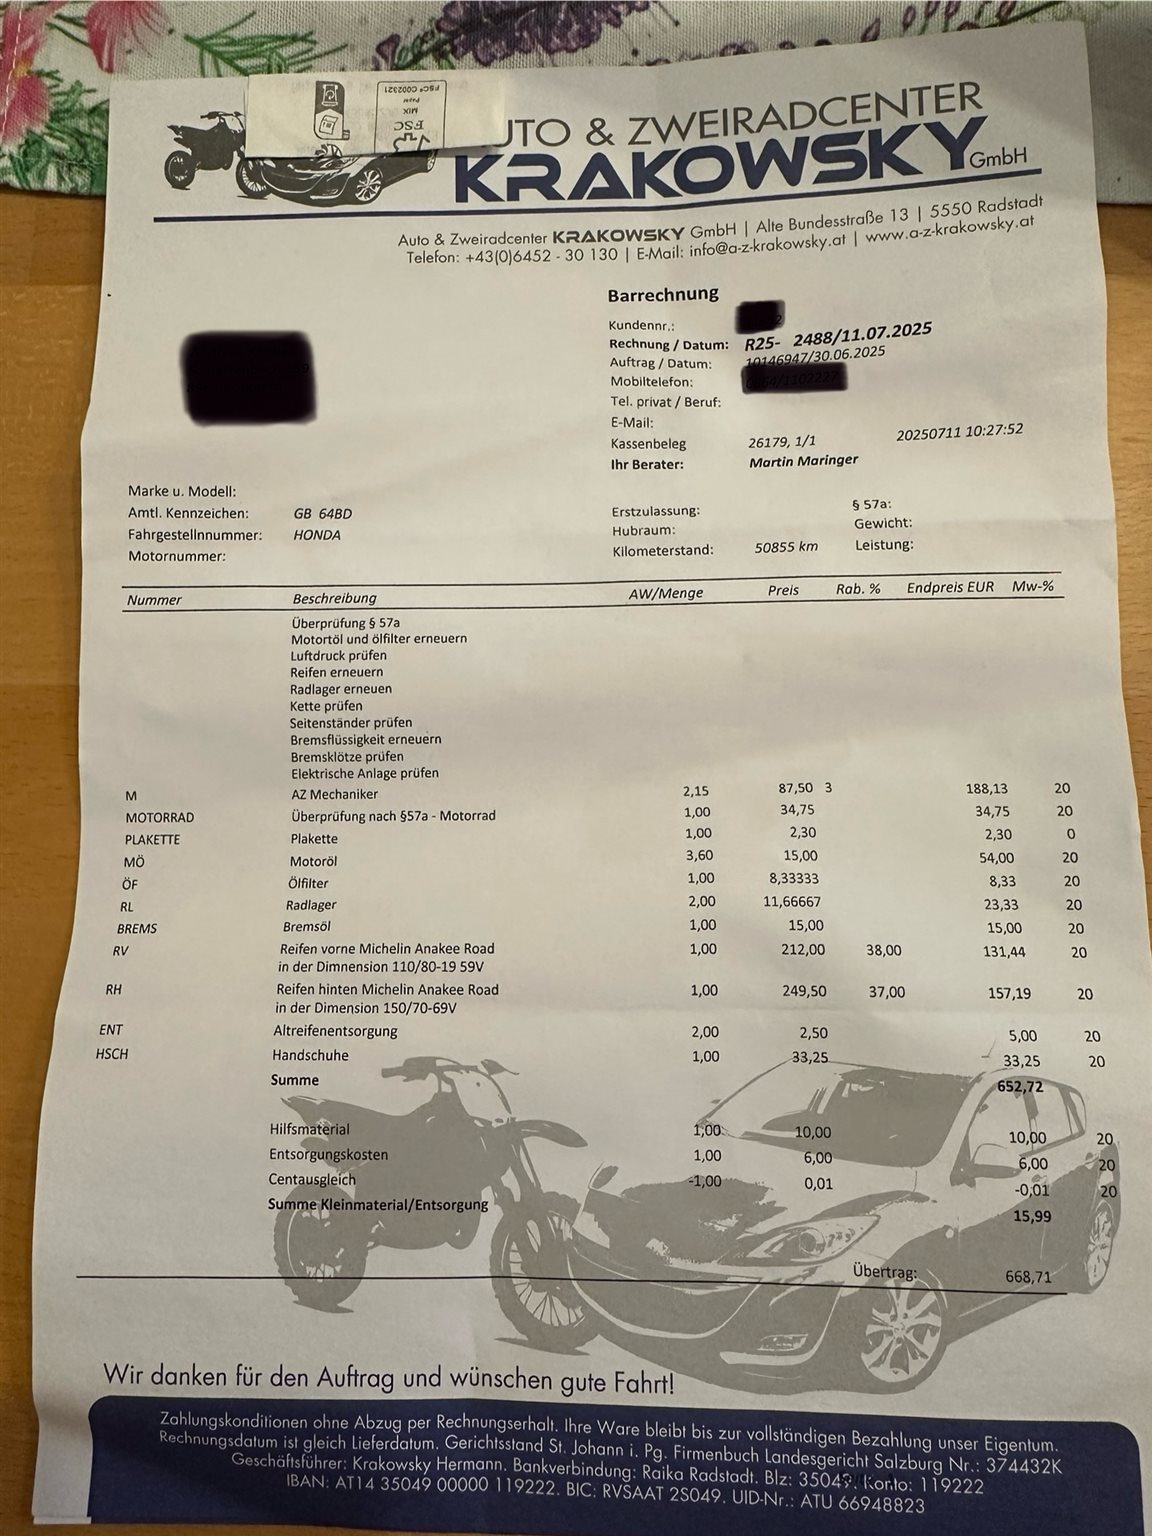 FSC® C002321
Paper
MIX
FSC
UTO & ZWEIRADCENTER
KRAKOWSKY GmbH
Auto & Zweiradcenter KRAKOWSKY GmbH | Alte Bundesstraße 13 | 5550 Radstadt
Telefon: +43(0)6452 - 30 130 | E-Mail: info@a-z-krakowsky.at | www.a-z-krakowsky.at
Barrechnung
Kundennr.:
Rechnung / Datum: R25- 2488/11.07.2025
Auftrag / Datum: 10146947/30.06.2025
Mobiltelefon:
Tel. privat / Beruf:
E-Mail:
Kassenbeleg 26179, 1/1 20250711 10:27:52
Ihr Berater: Martin Maringer
Marke u. Modell:
Amtl. Kennzeichen: GB 64BD Erstzulassung: § 57a:
Fahrgestellnnummer: HONDA Hubraum: Gewicht:
Motornummer: Kilometerstand: 50855 km Leistung:
Nummer Beschreibung AW/Menge Preis Rab. % Endpreis EUR Mw-%
Überprüfung § 57a
Motortöl und ölfilter erneuern
Luftdruck prüfen
Reifen erneuern
Radlager erneuen
Kette prüfen
Seitenständer prüfen
Bremsflüssigkeit erneuern
Bremsklötze prüfen
Elektrische Anlage prüfen
M AZ Mechaniker 2,15 87,50 3 188,13 20
MOTORRAD Überprüfung nach §57a - Motorrad 1,00 34,75 34,75 20
PLAKETTE Plakette 1,00 2,30 2,30 0
MÖ Motoröl 3,60 15,00 54,00 20
ÖF Ölfilter 1,00 8,33333 8,33 20
RL Radlager 2,00 11,66667 23,33 20
BREMS Bremsöl 1,00 15,00 15,00 20
RV Reifen vorne Michelin Anakee Road 1,00 212,00 38,00 131,44 20
in der Dimnension 110/80-19 59V
RH Reifen hinten Michelin Anakee Road 1,00 249,50 37,00 157,19 20
in der Dimension 150/70-69V
ENT Altreifenentsorgung 2,00 2,50 5,00 20
HSCH Handschuhe 1,00 33,25 33,25 20
Summe 652,72
Hilfsmaterial 1,00 10,00 10,00 20
Entsorgungskosten 1,00 6,00 6,00 20
Centausgleich -1,00 0,01 -0,01 20
Summe Kleinmaterial/Entsorgung 15,99
Übertrag: 668,71
Wir danken für den Auftrag und wünschen gute Fahrt!
Zahlungskonditionen ohne Abzug per Rechnungserhalt. Ihre Ware bleibt bis zur vollständigen Bezahlung unser Eigentum.
Rechnungsdatum ist gleich Lieferdatum. Gerichtsstand St. Johann i. Pg. Firmenbuch Landesgericht Salzburg Nr.: 374432K
Geschäftsführer: Krakowsky Hermann. Bankverbindung: Raika Radstadt. Blz: 35049. Konto: 119222
IBAN: AT14 35049 00000 119222. BIC: RVSAAT 2S049. UID-Nr.: ATU 66948823